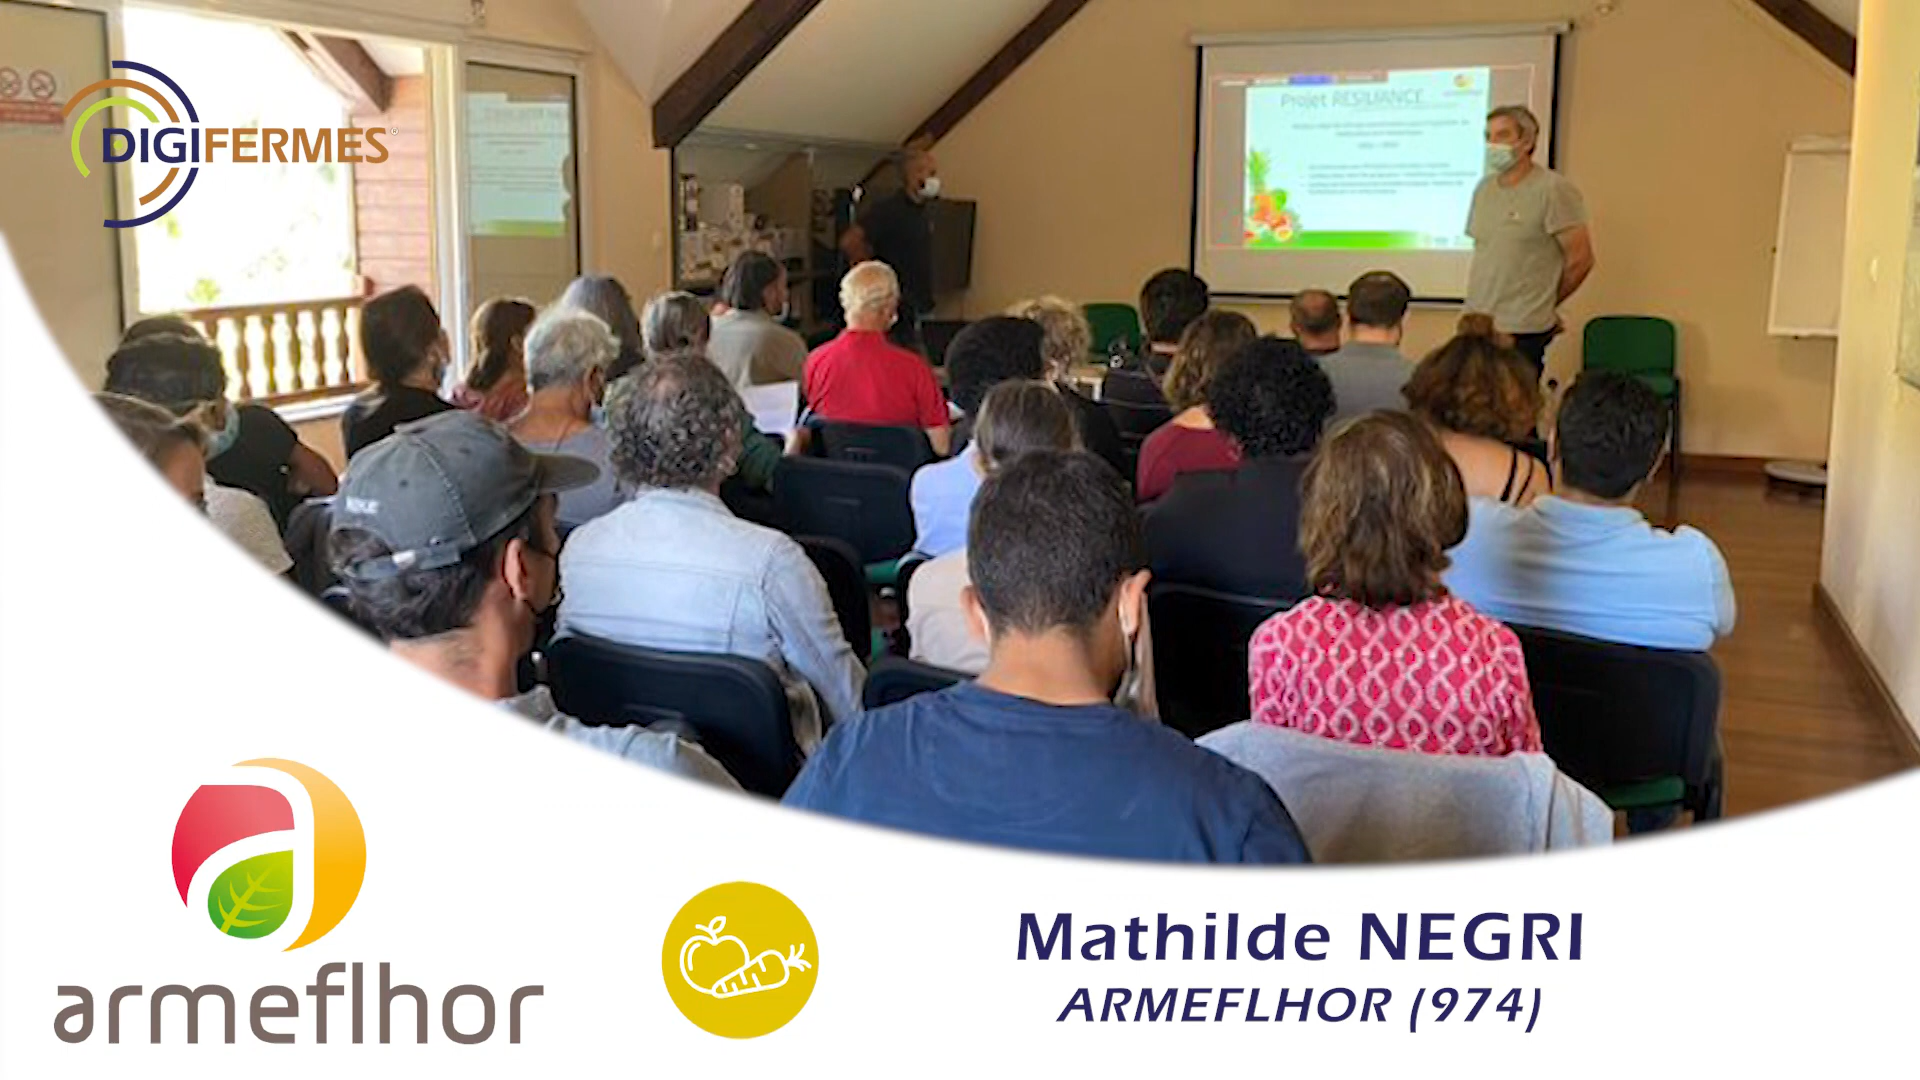 DIGIFERMES®
Projet RESILIANCE
armeflhor
Mathilde NEGRI
ARMEFLHOR (974)